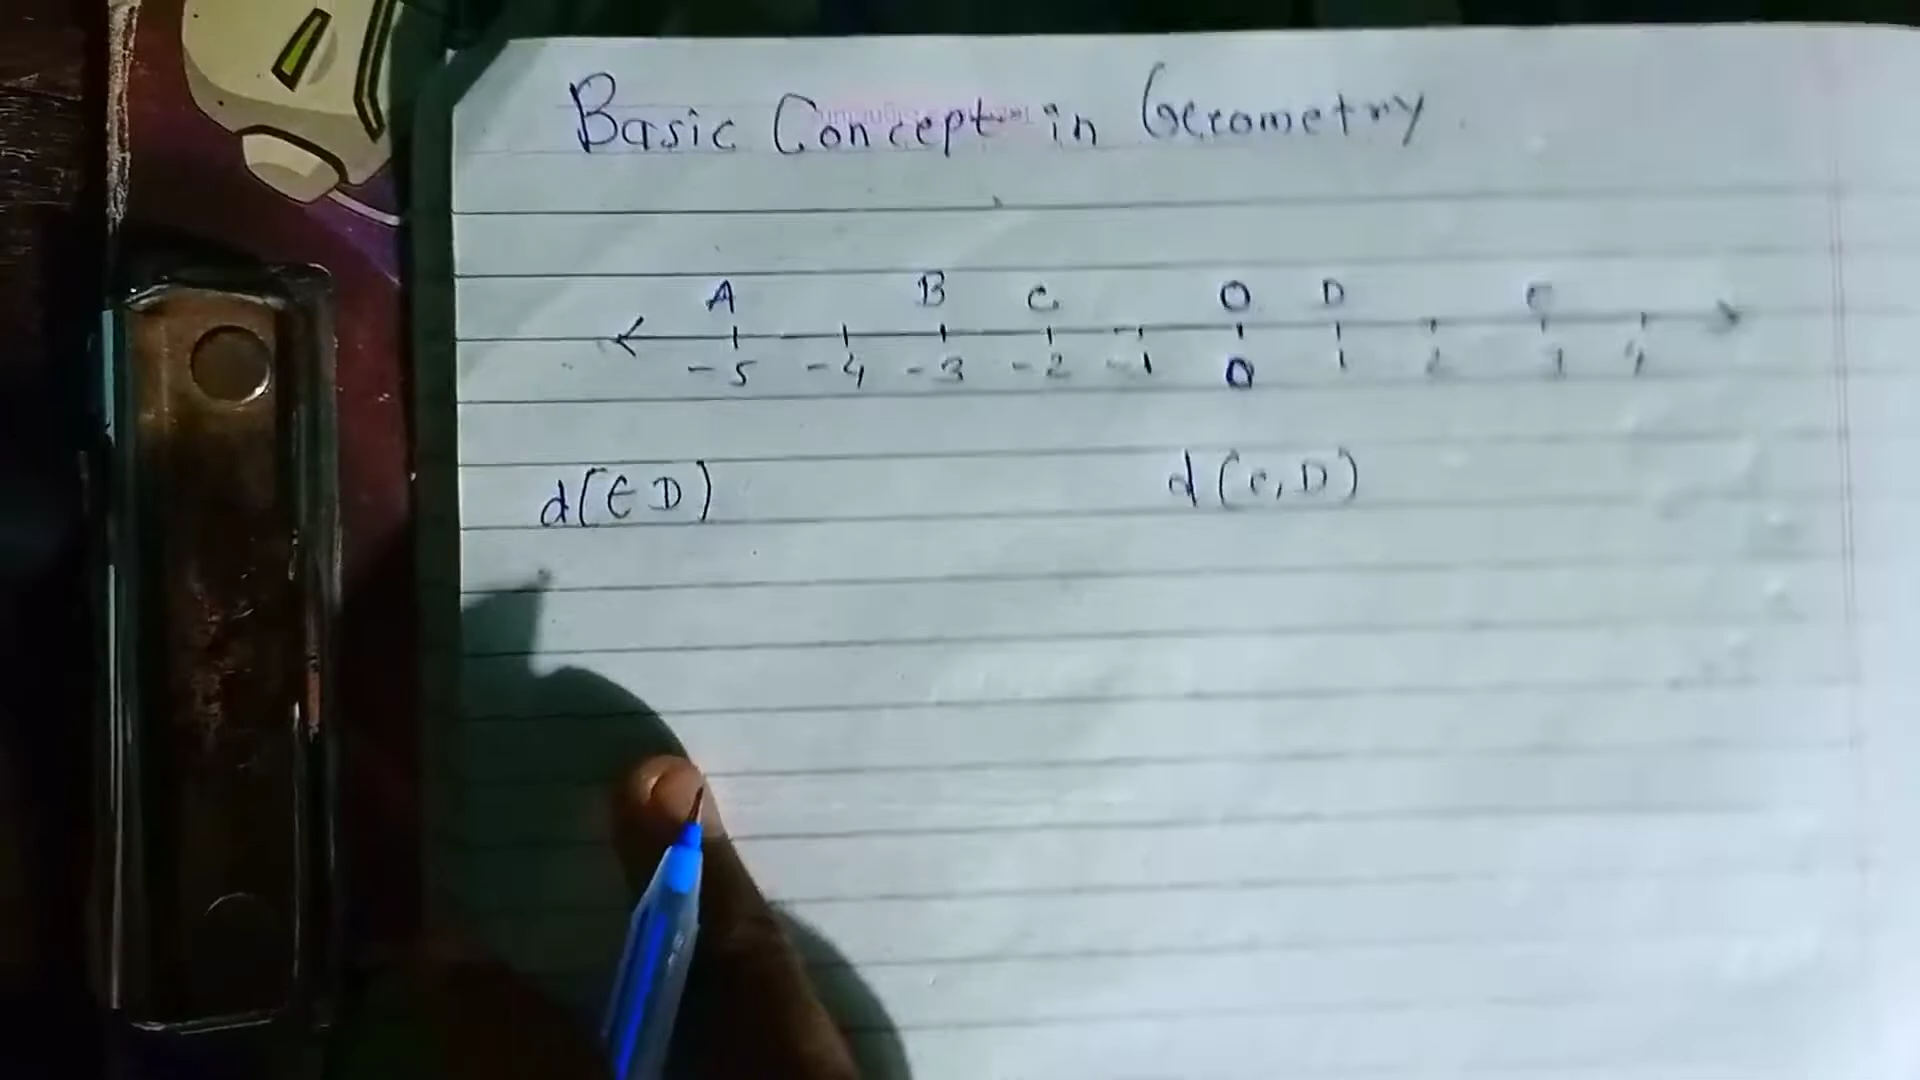 Basic Concept in Geometry
A B C O D E
-5 -4 -3 -2 -1 0 1 2 3 4
d(E D) d(C, D)